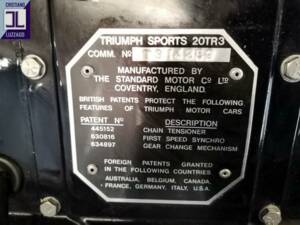 CRISTIANO
LUZZAGO
TRIUMPH SPORTS 20TR3
COMM. Nº
MANUFACTURED BY
THE STANDARD MOTOR Cº LTD
COVENTRY, ENGLAND.
BRITISH PATENTS PROTECT THE FOLLOWING
FEATURES OF TRIUMPH MOTOR CARS
PATENT Nº DESCRIPTION
445152 CHAIN TENSIONER
630816 FIRST SPEED SYNCHRO
634897 GEAR CHANGE MECHANISM
FOREIGN PATENTS GRANTED
IN THE FOLLOWING COUNTRIES
AUSTRALIA, BELGIUM, CANADA,
FRANCE, GERMANY, ITALY, U.S.A.